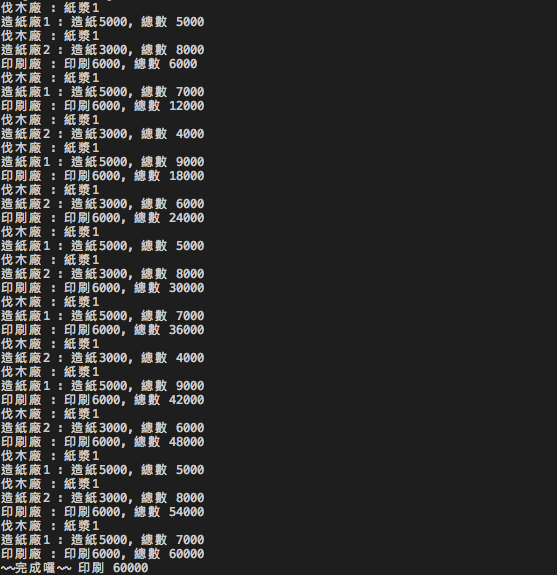 伐木廠 : 紙漿1
造紙廠1 : 造紙5000, 總數 5000
伐木廠 : 紙漿1
造紙廠2 : 造紙3000, 總數 8000
印刷廠 : 印刷6000, 總數 6000
伐木廠 : 紙漿1
造紙廠1 : 造紙5000, 總數 7000
印刷廠 : 印刷6000, 總數 12000
伐木廠 : 紙漿1
造紙廠2 : 造紙3000, 總數 4000
伐木廠 : 紙漿1
造紙廠1 : 造紙5000, 總數 9000
印刷廠 : 印刷6000, 總數 18000
伐木廠 : 紙漿1
造紙廠2 : 造紙3000, 總數 6000
印刷廠 : 印刷6000, 總數 24000
伐木廠 : 紙漿1
造紙廠1 : 造紙5000, 總數 5000
伐木廠 : 紙漿1
造紙廠2 : 造紙3000, 總數 8000
印刷廠 : 印刷6000, 總數 30000
伐木廠 : 紙漿1
造紙廠1 : 造紙5000, 總數 7000
印刷廠 : 印刷6000, 總數 36000
伐木廠 : 紙漿1
造紙廠2 : 造紙3000, 總數 4000
伐木廠 : 紙漿1
造紙廠1 : 造紙5000, 總數 9000
印刷廠 : 印刷6000, 總數 42000
伐木廠 : 紙漿1
造紙廠2 : 造紙3000, 總數 6000
印刷廠 : 印刷6000, 總數 48000
伐木廠 : 紙漿1
造紙廠1 : 造紙5000, 總數 5000
伐木廠 : 紙漿1
造紙廠2 : 造紙3000, 總數 8000
印刷廠 : 印刷6000, 總數 54000
伐木廠 : 紙漿1
造紙廠1 : 造紙5000, 總數 7000
印刷廠 : 印刷6000, 總數 60000
~~完成囉~~ 印刷 60000